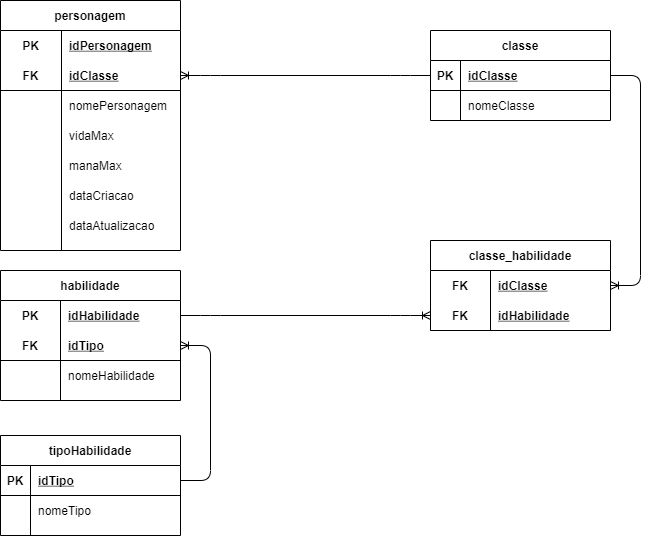 personagem
PK idPersonagem
FK idClasse
nomePersonagem
vidaMax
manaMax
dataCriacao
dataAtualizacao
classe
PK idClasse
nomeClasse
classe_habilidade
FK idClasse
FK idHabilidade
habilidade
PK idHabilidade
FK idTipo
nomeHabilidade
tipoHabilidade
PK idTipo
nomeTipo